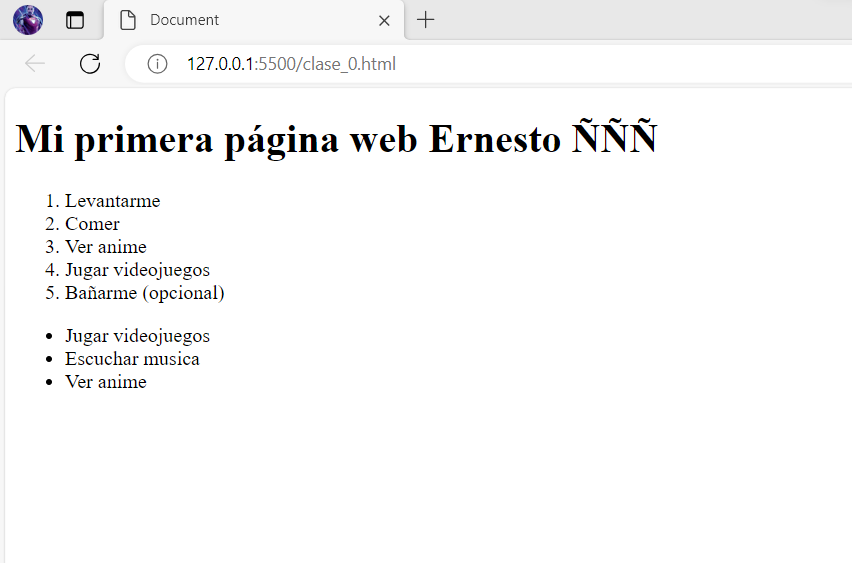 Document
127.0.0.1:5500/clase_0.html
Mi primera página web Ernesto ÑÑÑ
1. Levantarme
2. Comer
3. Ver anime
4. Jugar videojuegos
5. Bañarme (opcional)
• Jugar videojuegos
• Escuchar musica
• Ver anime